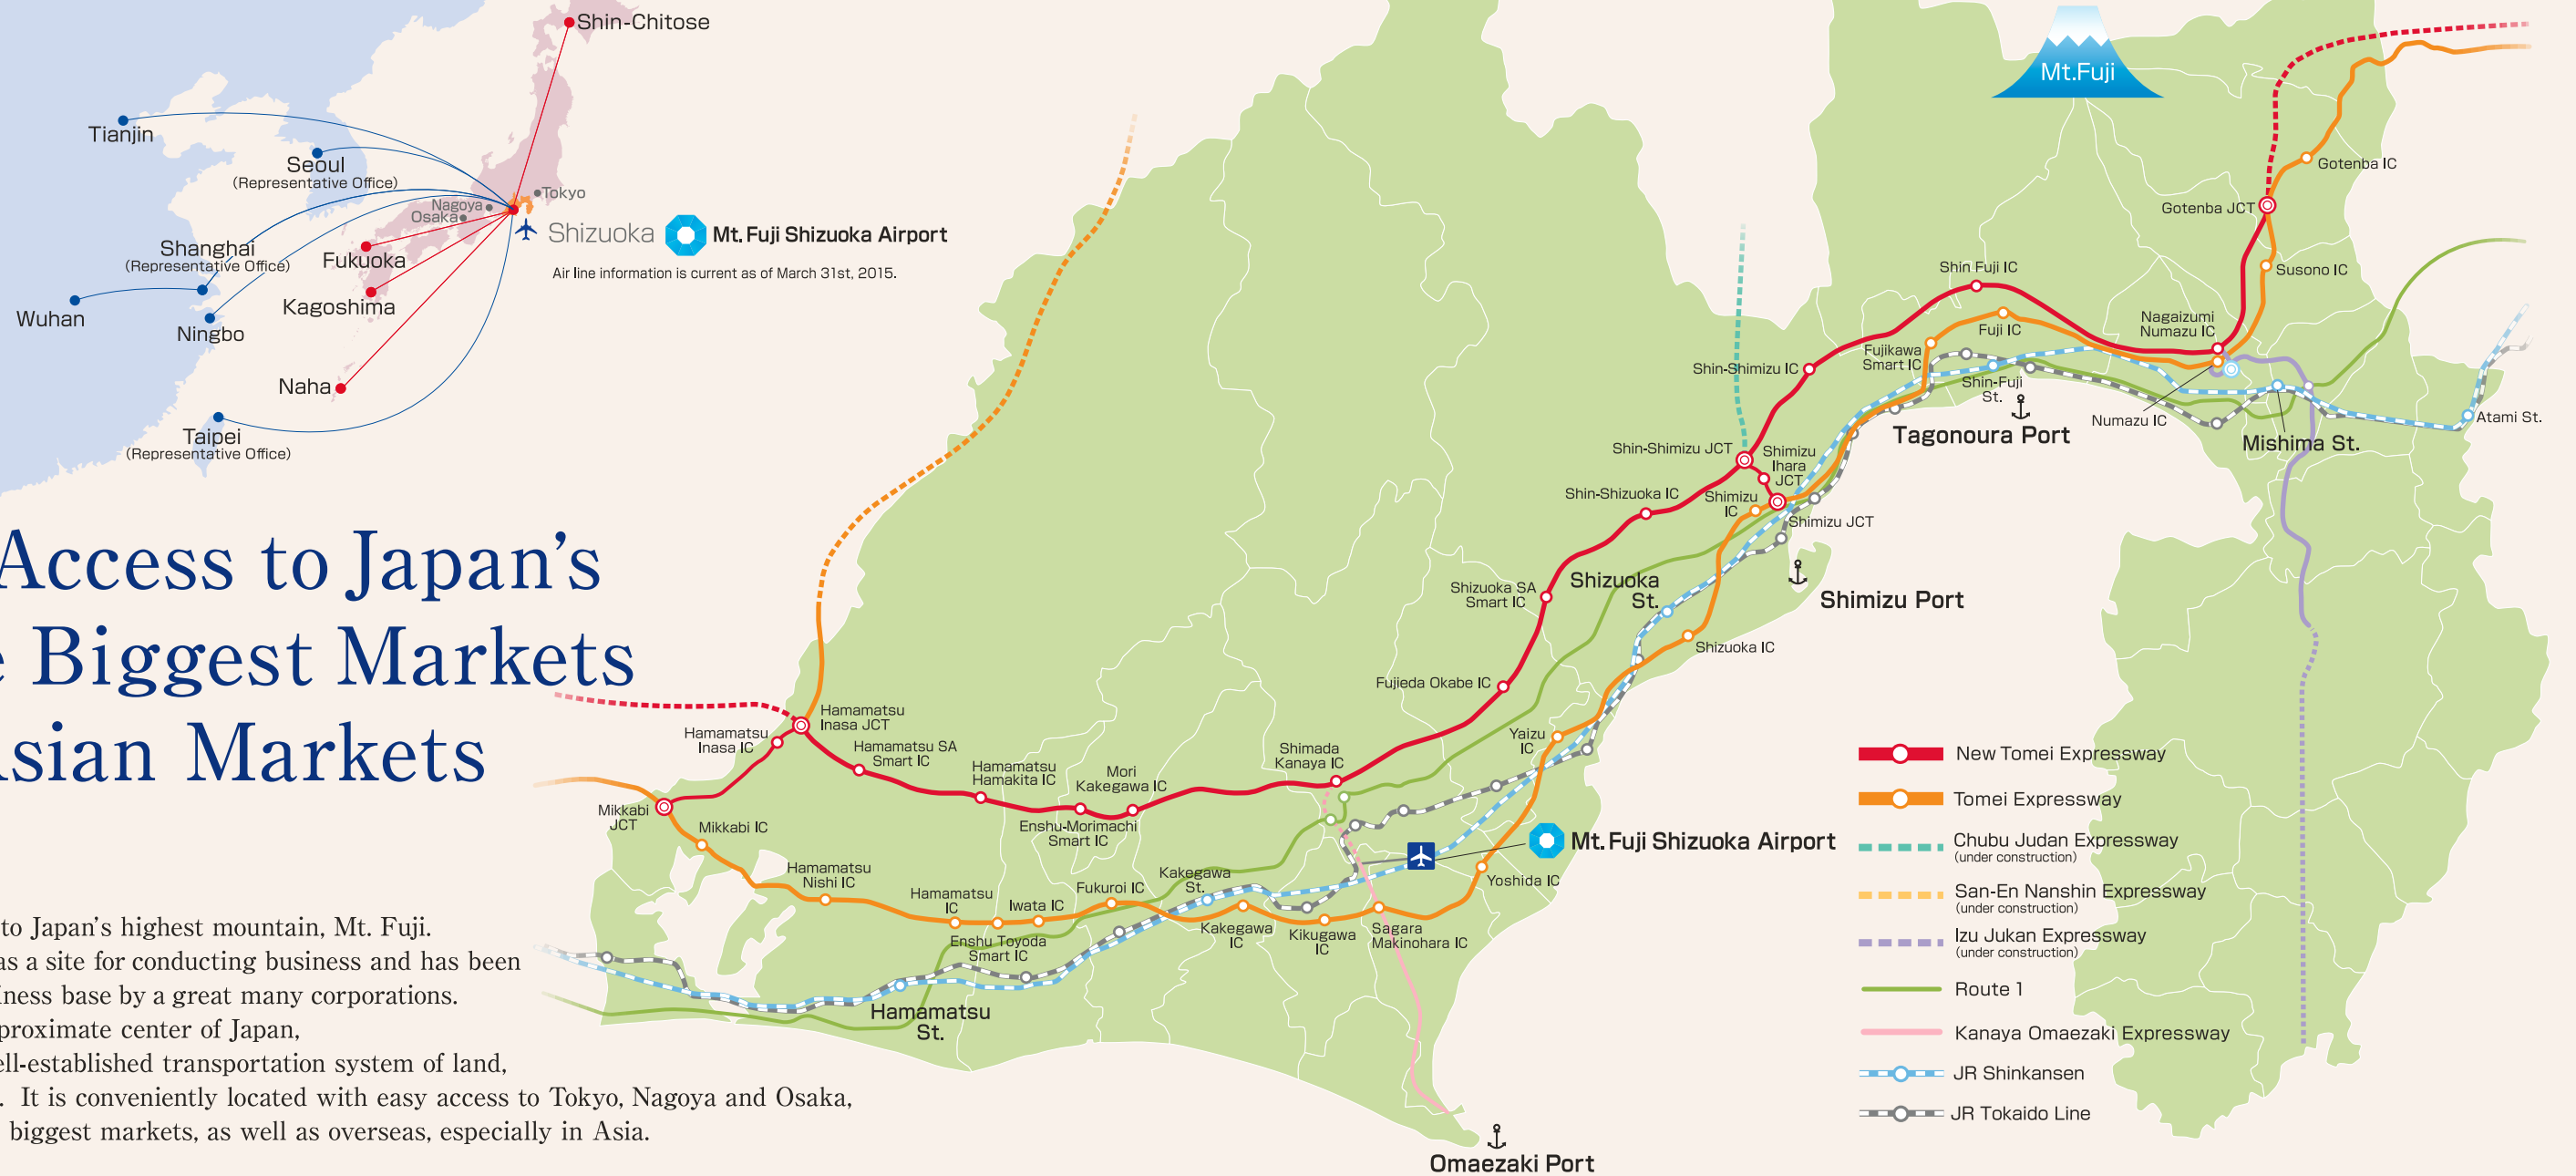 Shin-Chitose
Tianjin
Seoul
(Representative Office)
Tokyo
Nagoya
Osaka
Shizuoka
Mt. Fuji Shizuoka Airport
Shanghai
(Representative Office)
Fukuoka
Air line information is current as of March 31st, 2015.
Kagoshima
Wuhan
Ningbo
Naha
Taipei
(Representative Office)
Access to Japan's
Biggest Markets
sian Markets
to Japan's highest mountain, Mt. Fuji.
as a site for conducting business and has been
iness base by a great many corporations.
proximate center of Japan,
ell-established transportation system of land,
. It is conveniently located with easy access to Tokyo, Nagoya and Osaka,
biggest markets, as well as overseas, especially in Asia.
Mt.Fuji
Gotenba IC
Gotenba JCT
Susono IC
Shin Fuji IC
Fuji IC
Nagaizumi
Numazu IC
Fujikawa
Smart IC
Shin-Fuji
St.
Shin-Shimizu IC
Numazu IC
Mishima St.
Atami St.
Tagonoura Port
Shin-Shimizu JCT
Shimizu
Ihara
JCT
Shin-Shizuoka IC
Shimizu
IC
Shimizu JCT
Shizuoka SA
Smart IC
Shizuoka
St.
Shimizu Port
Shizuoka IC
Fujieda Okabe IC
Yaizu
IC
Shimada
Kanaya IC
Hamamatsu
Inasa JCT
Hamamatsu
Inasa IC
Hamamatsu SA
Smart IC
Hamamatsu
Hamakita IC
Mori
Kakegawa IC
Enshu-Morimachi
Smart IC
Mikkabi
JCT
Mikkabi IC
Hamamatsu
Nishi IC
Hamamatsu
IC
Iwata IC
Fukuroi IC
Kakegawa
St.
Enshu Toyoda
Smart IC
Kakegawa
IC
Kikugawa
IC
Sagara
Makinohara IC
Yoshida IC
Mt. Fuji Shizuoka Airport
Hamamatsu
St.
Omaezaki Port
New Tomei Expressway
Tomei Expressway
Chubu Judan Expressway
(under construction)
San-En Nanshin Expressway
(under construction)
Izu Jukan Expressway
(under construction)
Route 1
Kanaya Omaezaki Expressway
JR Shinkansen
JR Tokaido Line